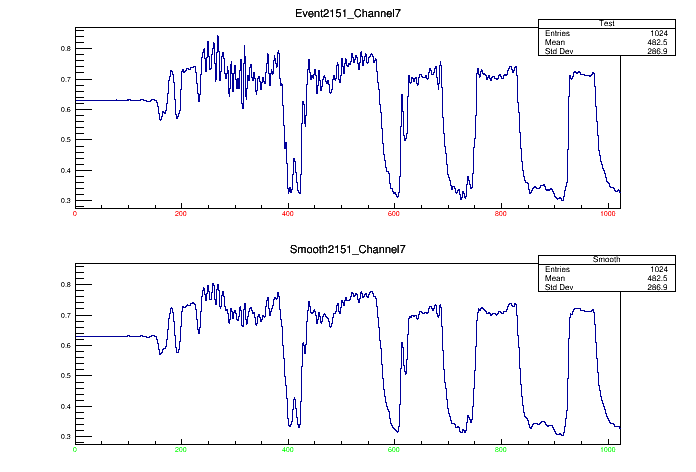 Event2151_Channel7
Test
Entries 1024
Mean 482.5
Std Dev 286.9
0.8
0.7
0.6
0.5
0.4
0.3
0 200 400 600 800 1000
Smooth2151_Channel7
Smooth
Entries 1024
Mean 482.5
Std Dev 286.9
0.8
0.7
0.6
0.5
0.4
0.3
0 200 400 600 800 1000